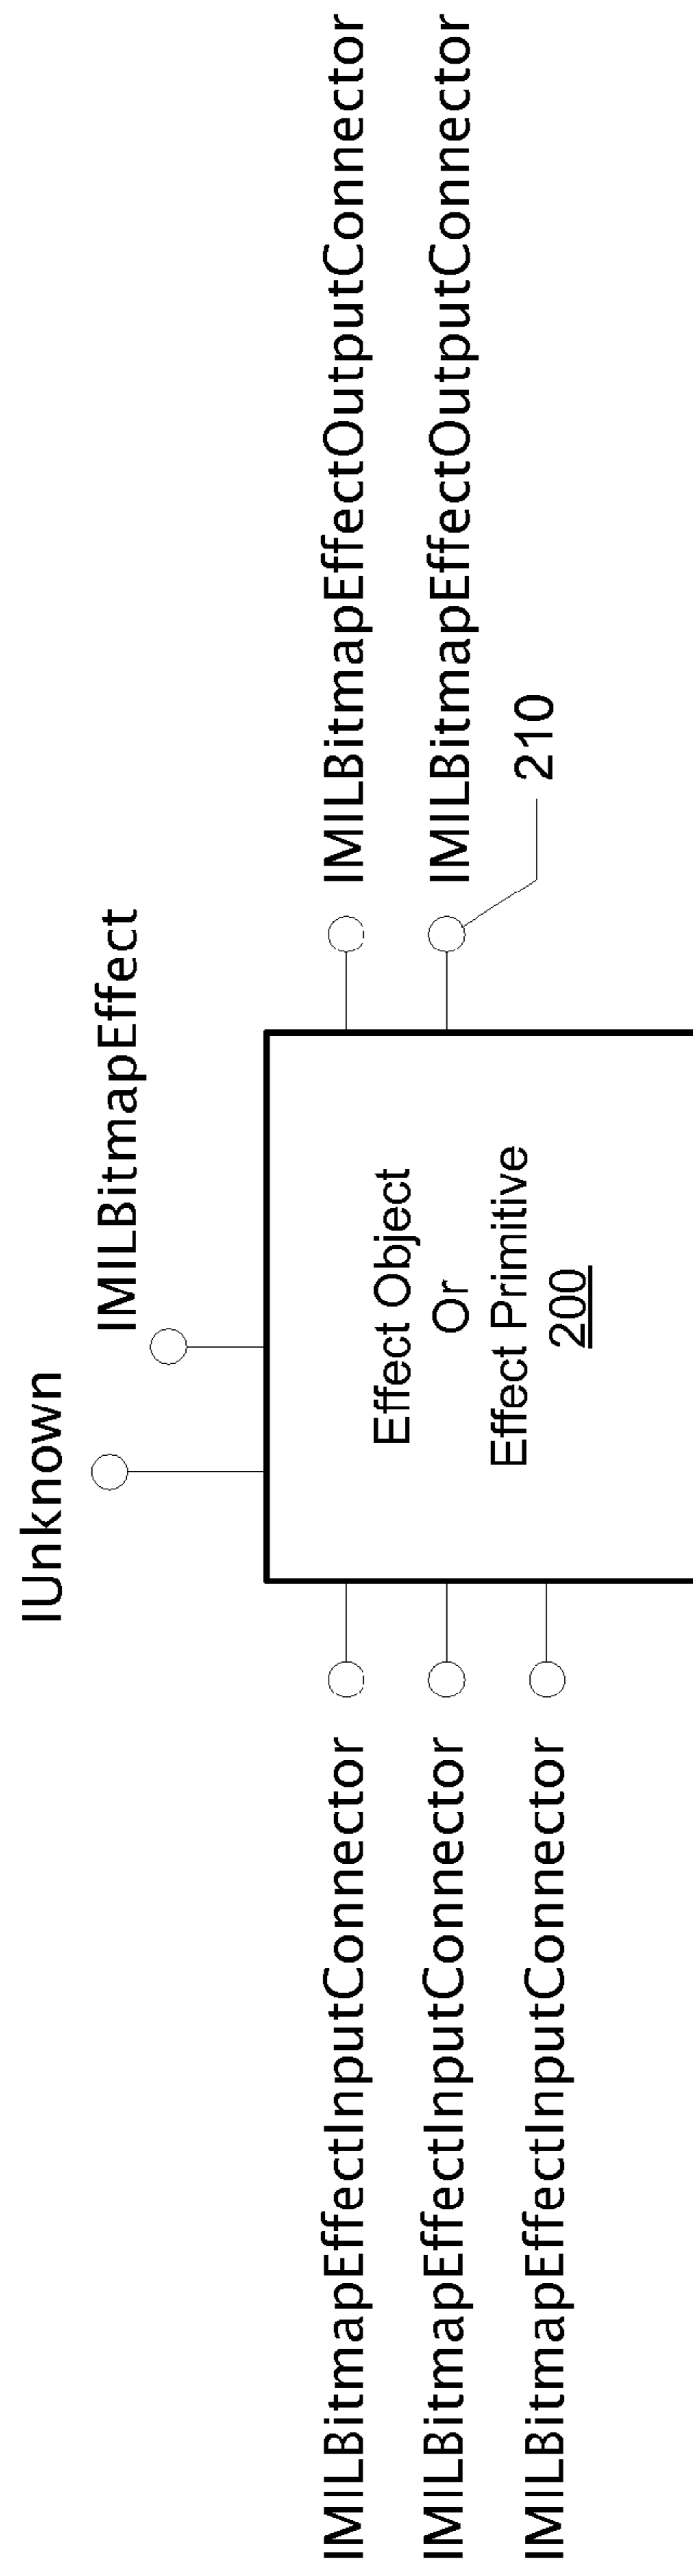 IUnknown
IMILBitmapEffect
IMILBitmapEffectInputConnector
IMILBitmapEffectInputConnector
IMILBitmapEffectInputConnector
Effect Object
Or
Effect Primitive
200
IMILBitmapEffectOutputConnector
IMILBitmapEffectOutputConnector
210